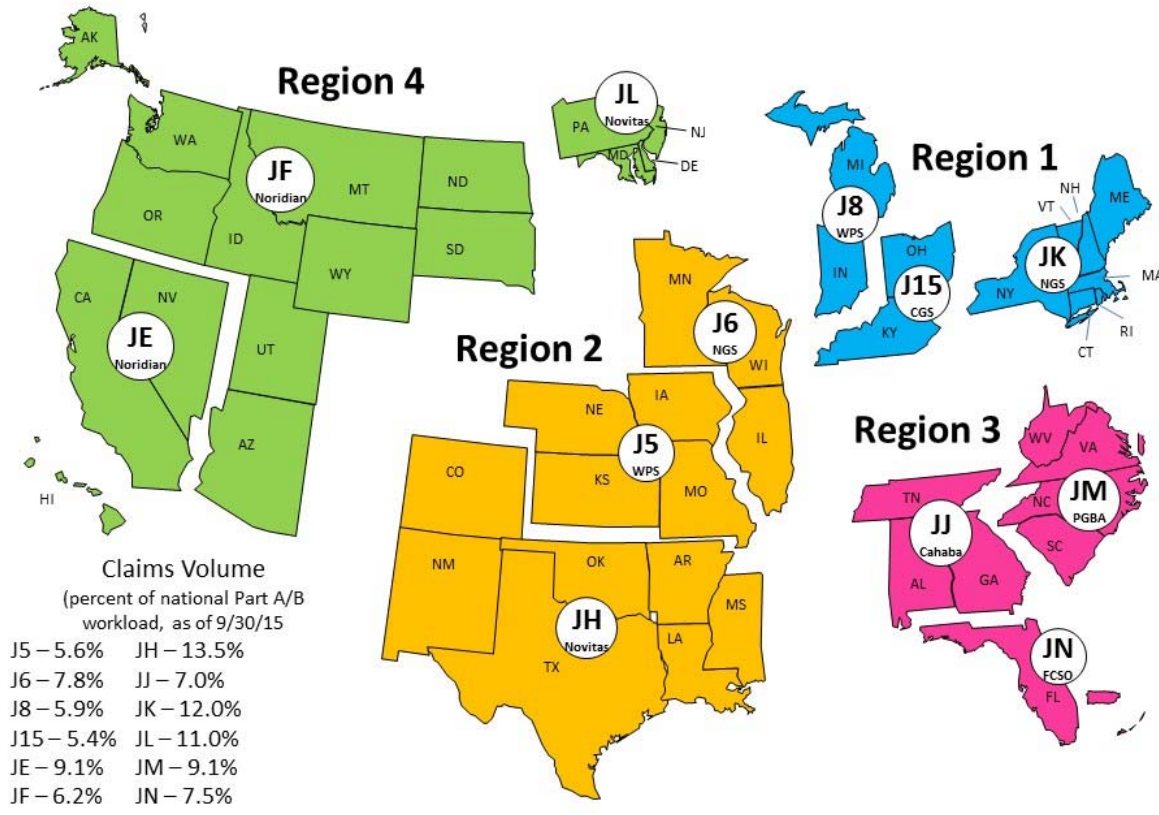 AK
Region 4
WA
JF
Noridian
MT
ND
OR
ID
SD
WY
CA
NV
JE
Noridian
UT
AZ
HI
JL
Novitas
PA
NJ
MD
DE
Region 1
MI
J8
WPS
IN
OH
J15
CGS
KY
NH
VT
ME
JK
NGS
NY
MA
RI
CT
Region 2
MN
J6
NGS
WI
IA
NE
IL
J5
WPS
CO
KS
MO
NM
OK
AR
MS
JH
Novitas
LA
TX
Region 3
WV
VA
TN
NC
JM
PGBA
JJ
Cahaba
SC
AL
GA
JN
FCSO
FL
Claims Volume
(percent of national Part A/B
workload, as of 9/30/15
J5 – 5.6% JH – 13.5%
J6 – 7.8% JJ – 7.0%
J8 – 5.9% JK – 12.0%
J15 – 5.4% JL – 11.0%
JE – 9.1% JM – 9.1%
JF – 6.2% JN – 7.5%